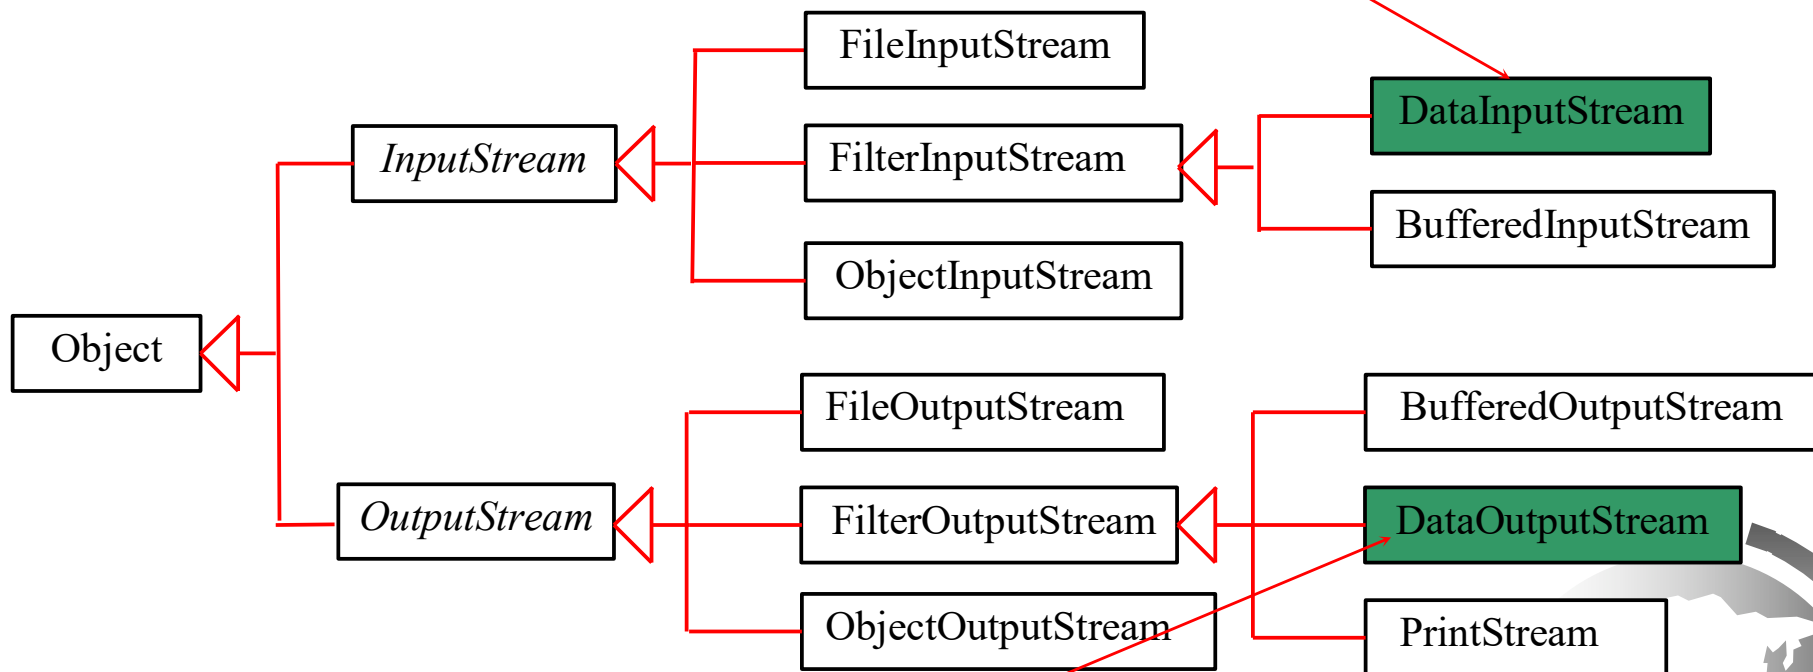 FileInputStream
DataInputStream
InputStream
FilterInputStream
BufferedInputStream
ObjectInputStream
Object
FileOutputStream
BufferedOutputStream
OutputStream
FilterOutputStream
DataOutputStream
ObjectOutputStream
PrintStream